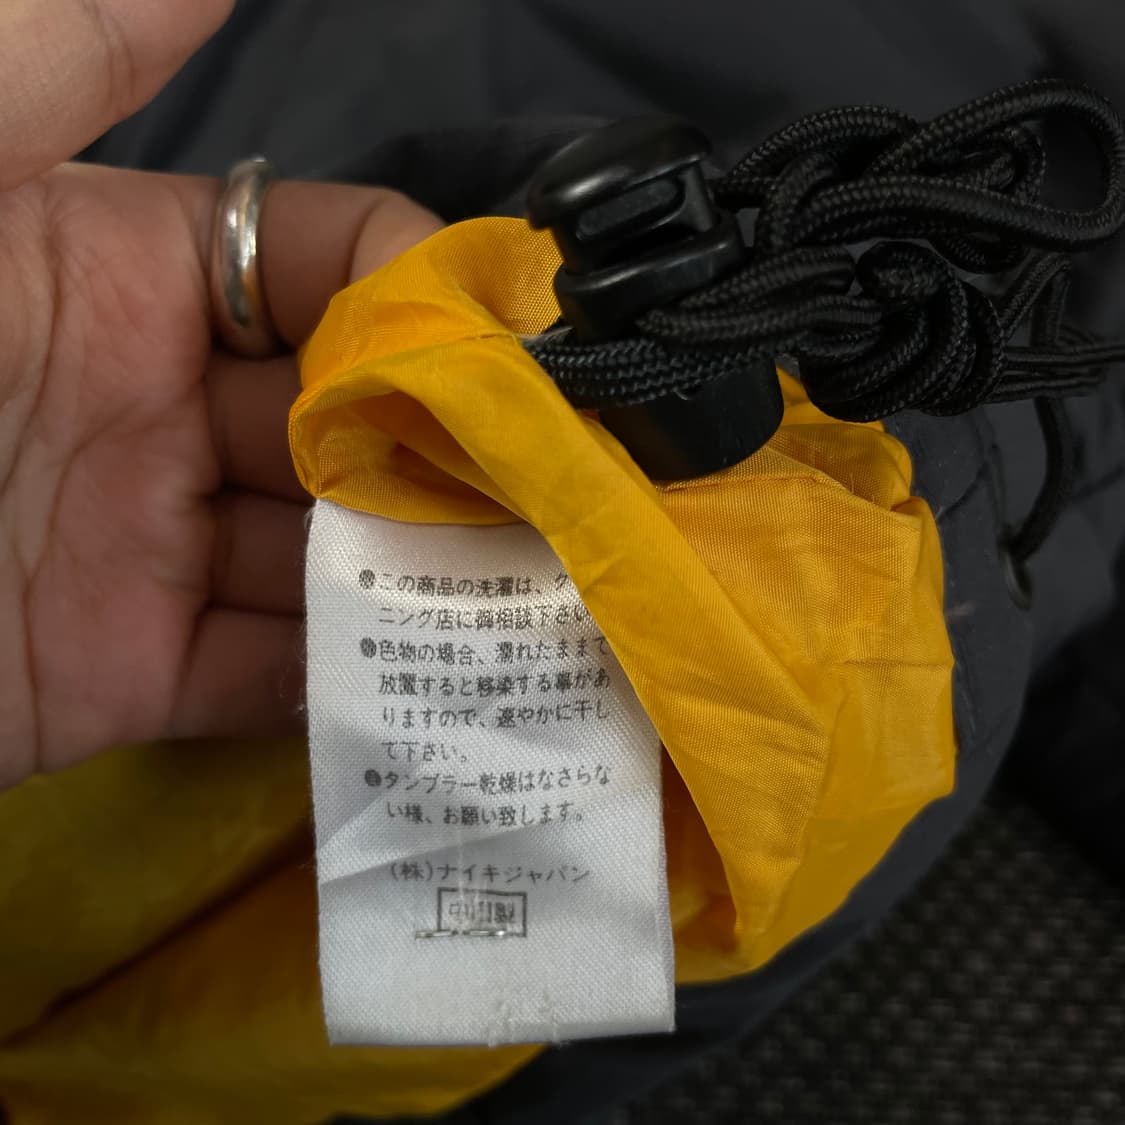 ●この商品の洗濯は、ク
ニング店に御相談下さい
●色物の場合、濡れたままで
放置すると移染する事があ
りますので、速やかに干し
て下さい。
●タンブラー乾燥はなさらな
い様、お願い致します。
(株)ナイキジャパン